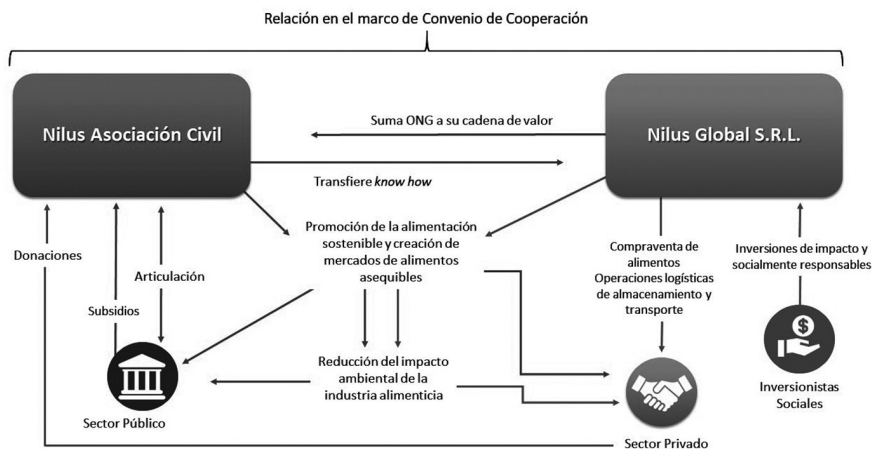 Relación en el marco de Convenio de Cooperación
Nilus Asociación Civil
Nilus Global S.R.L.
Suma ONG a su cadena de valor
Transfiere know how
Promoción de la alimentación
sostenible y creación de
mercados de alimentos
asequibles
Donaciones
Subsidios
Articulación
Compraventa de
alimentos
Operaciones logísticas
de almacenamiento y
transporte
Inversiones de impacto y
socialmente responsables
$
Reducción del impacto
ambiental de la
industria alimenticia
Sector Público
Sector Privado
Inversionistas
Sociales